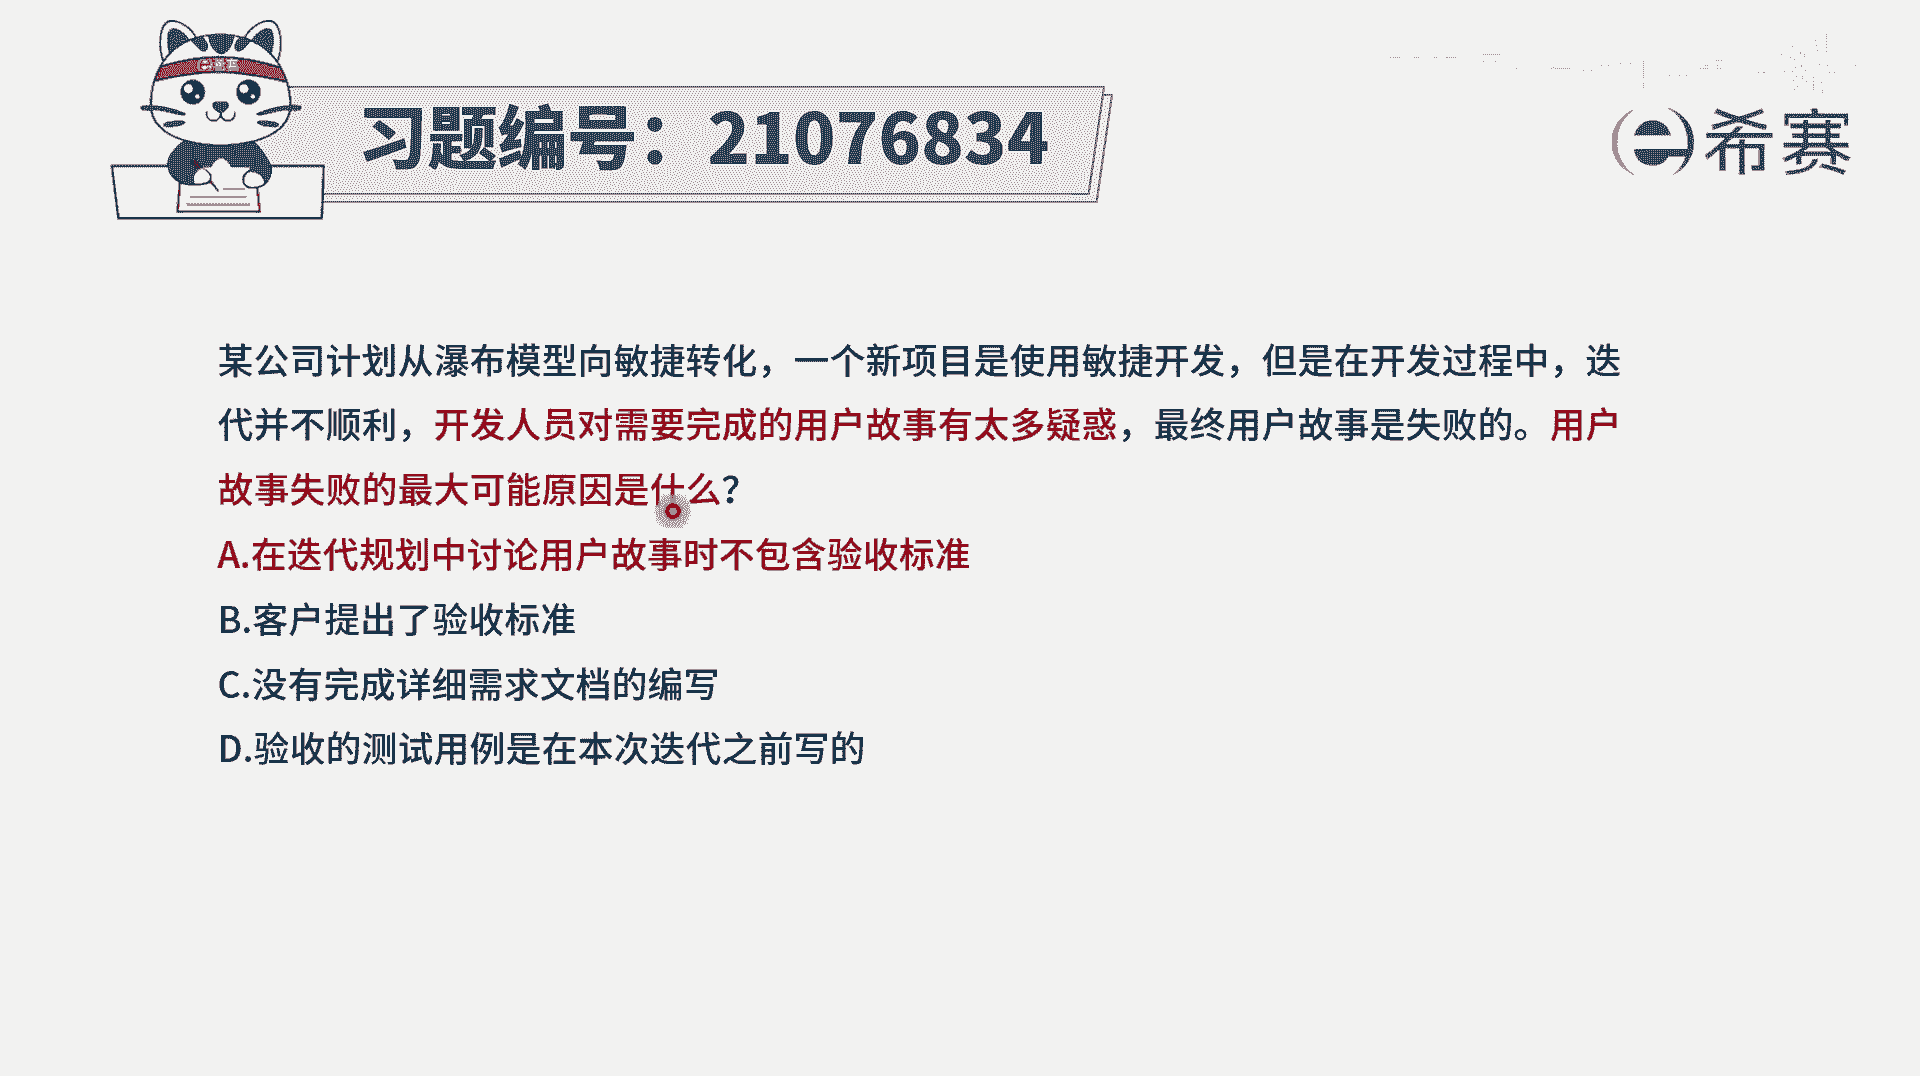 e希赛
习题编号：21076834
e希赛
某公司计划从瀑布模型向敏捷转化，一个新项目是使用敏捷开发，但是在开发过程中，迭
代并不顺利，开发人员对需要完成的用户故事有太多疑惑，最终用户故事是失败的。用户
故事失败的最大可能原因是什么？
A.在迭代规划中讨论用户故事时不包含验收标准
B.客户提出了验收标准
C.没有完成详细需求文档的编写
D.验收的测试用例是在本次迭代之前写的